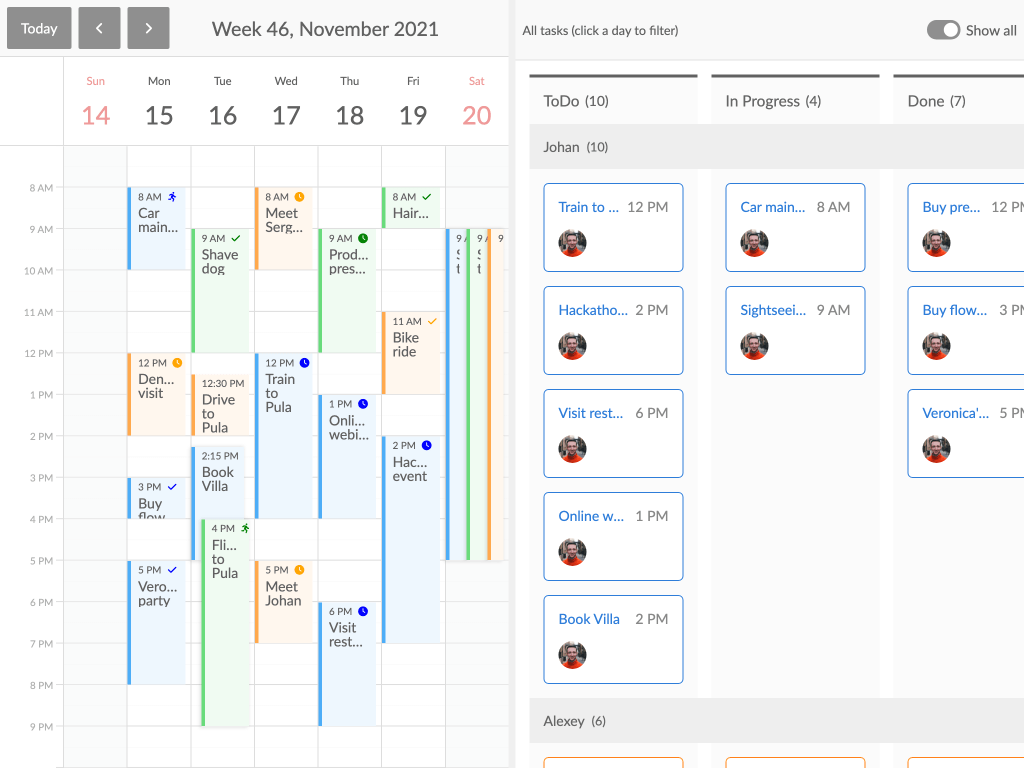 Today
Week 46, November 2021
All tasks (click a day to filter)
Show all
Sun
Mon
Tue
Wed
Thu
Fri
Sat
14
15
16
17
18
19
20
ToDo (10)
In Progress (4)
Done (7)
Johan (10)
8 AM
9 AM
10 AM
11 AM
12 PM
1 PM
2 PM
3 PM
4 PM
5 PM
6 PM
7 PM
8 PM
9 PM
8 AM
Car
main...
12 PM
Den...
visit
3 PM
Buy
flow
5 PM
Vero...
party
9 AM
Shave
dog
12:30 PM
Drive
to
Pula
2:15 PM
Book
Villa
4 PM
Fli...
to
Pula
8 AM
Meet
Serg...
12 PM
Train
to
Pula
5 PM
Meet
Johan
9 AM
Prod...
pres...
1 PM
Onli...
webi...
6 PM
Visit
rest...
8 AM
Hair...
11 AM
Bike
ride
2 PM
Hac...
event
9
S
t
9
S
t
9
Train to ... 12 PM
Hackatho... 2 PM
Visit rest... 6 PM
Online w... 1 PM
Book Villa 2 PM
Car main... 8 AM
Sightseei... 9 AM
Buy pre... 12 PM
Buy flow... 3 PM
Veronica'... 5 PM
Alexey (6)